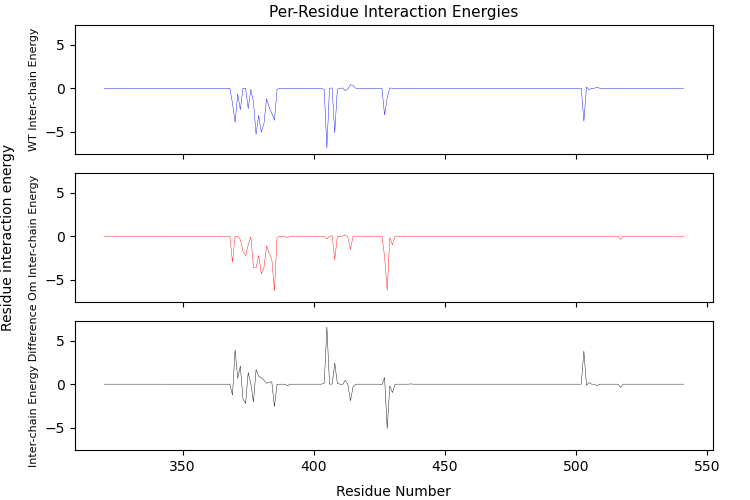 Per-Residue Interaction Energies
Residue interaction energy
WT Inter-chain Energy
5
0
−5
Om Inter-chain Energy
5
0
−5
Inter-chain Energy Difference
5
0
−5
350
400
450
500
550
Residue Number